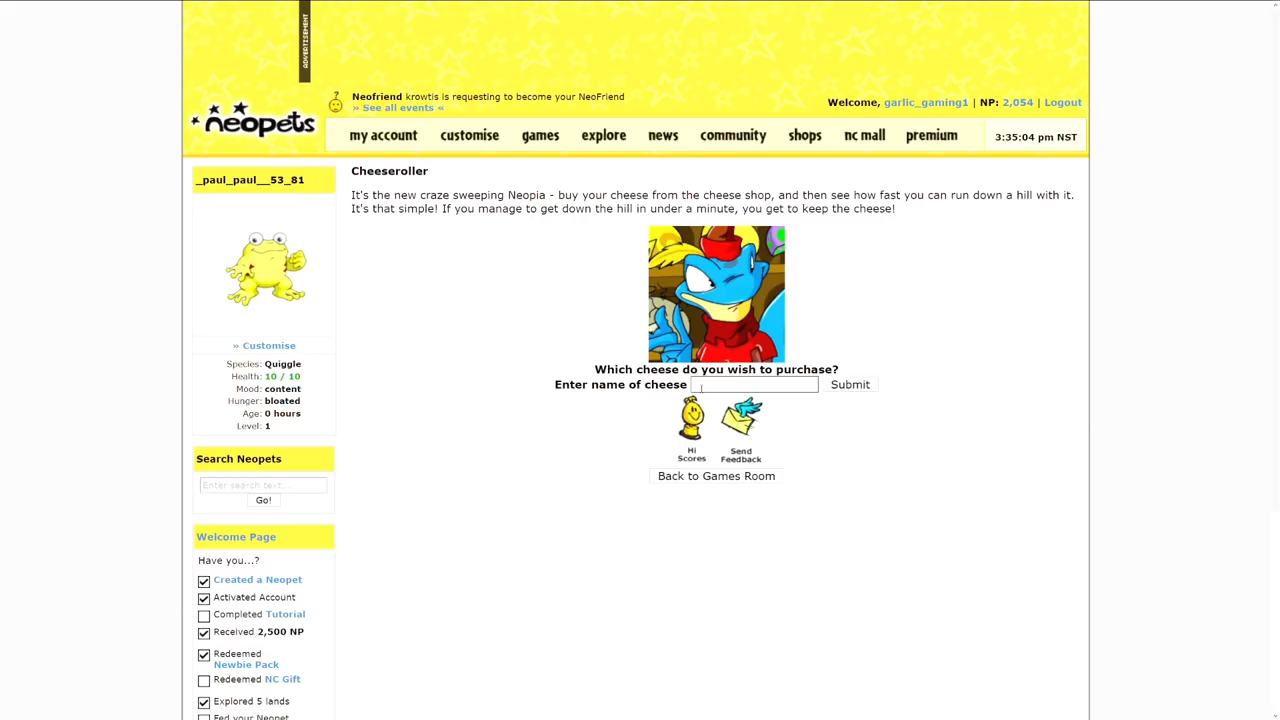 ADVERTISEMENT
Neofriend krowtis is requesting to become your NeoFriend
» See all events «
Welcome, garlic_gaming1 | NP: 2,054 | Logout
neopets
my account customise games explore news community shops nc mall premium 3:35:04 pm NST
_paul_paul__53_81
» Customise
Species: Quiggle
Health: 10 / 10
Mood: content
Hunger: bloated
Age: 0 hours
Level: 1
Search Neopets
Enter search text...
Go!
Welcome Page
Have you...?
Created a Neopet
Activated Account
Completed Tutorial
Received 2,500 NP
Redeemed
Newbie Pack
Redeemed NC Gift
Explored 5 lands
Fed your Neopet
Cheeseroller
It's the new craze sweeping Neopia - buy your cheese from the cheese shop, and then see how fast you can run down a hill with it.
It's that simple! If you manage to get down the hill in under a minute, you get to keep the cheese!
Which cheese do you wish to purchase?
Enter name of cheese Submit
Hi
Scores
Send
Feedback
Back to Games Room